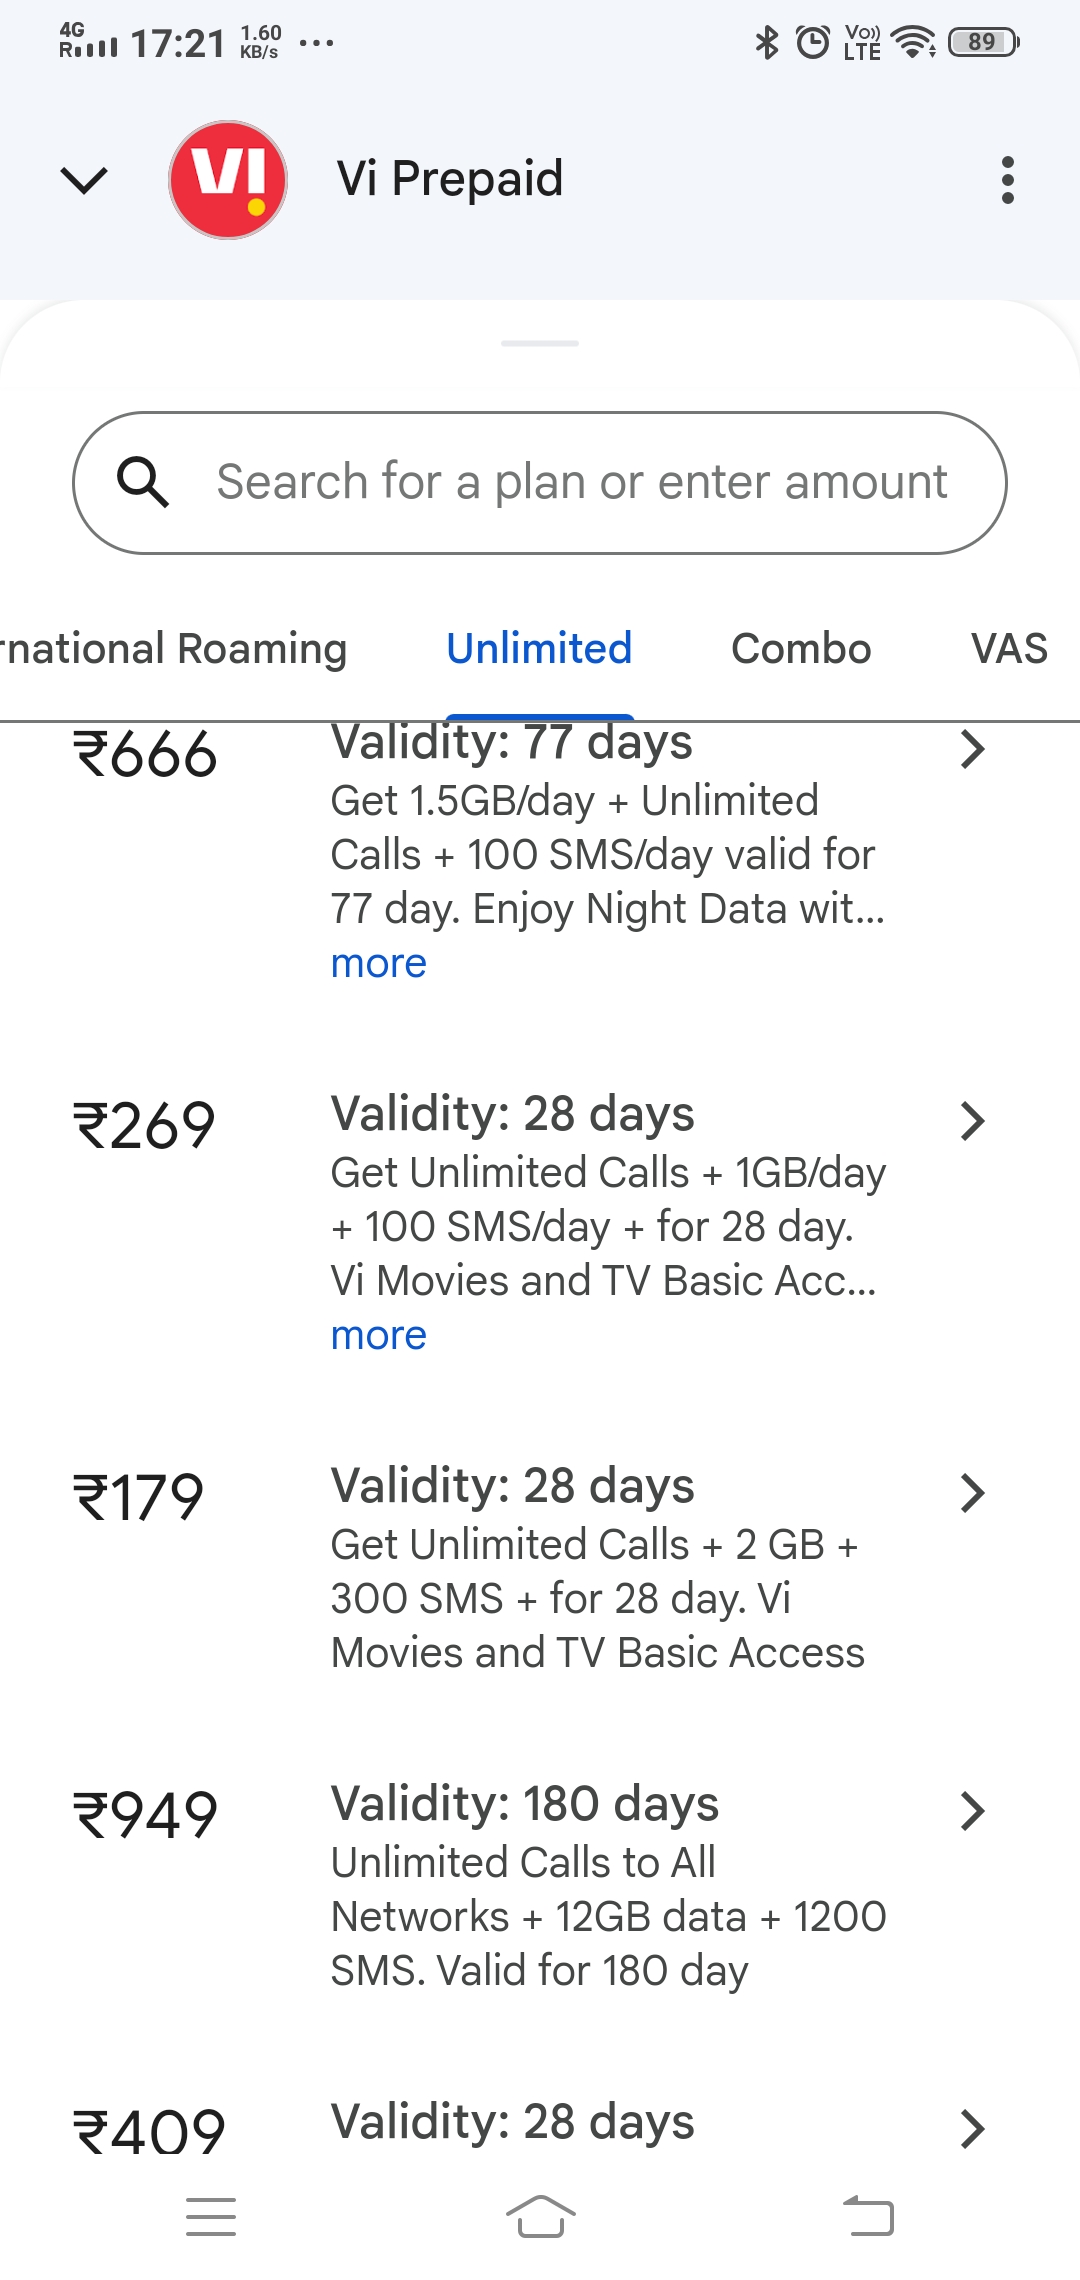 4G
R 17:21 1.60 KB/s ... Vo)) LTE 89
VI Vi Prepaid
Search for a plan or enter amount
rnational Roaming Unlimited Combo VAS
₹666 Validity: 77 days
Get 1.5GB/day + Unlimited
Calls + 100 SMS/day valid for
77 day. Enjoy Night Data wit...
more
₹269 Validity: 28 days
Get Unlimited Calls + 1GB/day
+ 100 SMS/day + for 28 day.
Vi Movies and TV Basic Acc...
more
₹179 Validity: 28 days
Get Unlimited Calls + 2 GB +
300 SMS + for 28 day. Vi
Movies and TV Basic Access
₹949 Validity: 180 days
Unlimited Calls to All
Networks + 12GB data + 1200
SMS. Valid for 180 day
₹409 Validity: 28 days